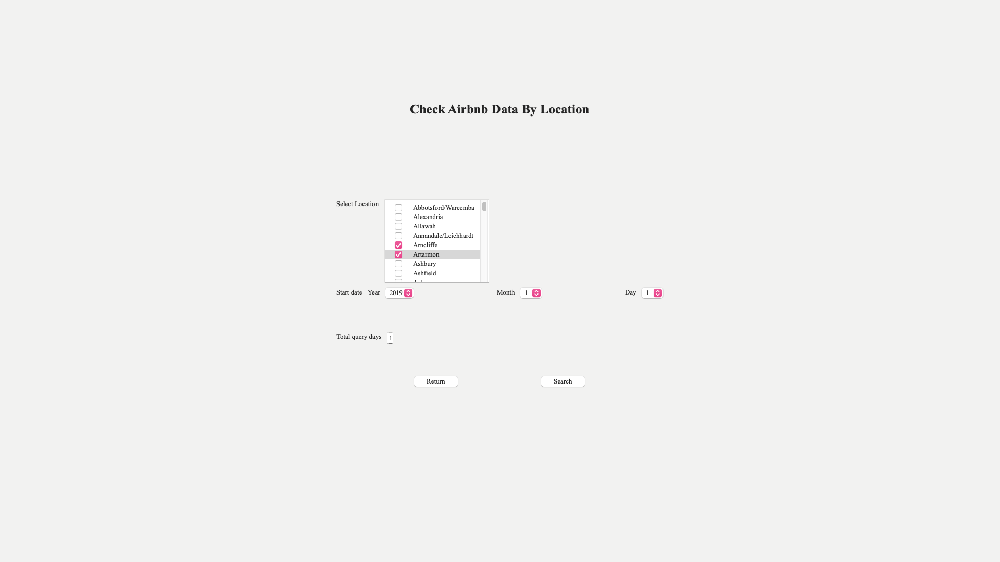 Check Airbnb Data By Location
Select Location
Abbotsford/Wareemba
Alexandria
Allawah
Annandale/Leichhardt
Arncliffe
Artarmon
Ashbury
Ashfield
Start date Year 2019 Month 1 Day 1
Total query days 1
Return Search